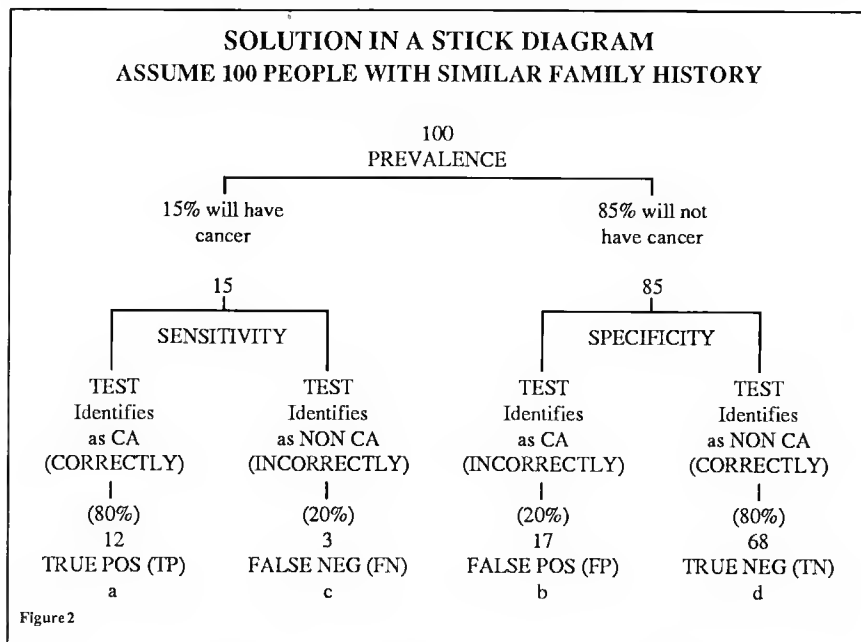 SOLUTION IN A STICK DIAGRAM
ASSUME 100 PEOPLE WITH SIMILAR FAMILY HISTORY
100
PREVALENCE
15% will have
cancer
85% will not
have cancer
15
85
SENSITIVITY
SPECIFICITY
TEST
Identifies
as CA
(CORRECTLY)
TEST
Identifies
as NON CA
(INCORRECTLY)
TEST
Identifies
as CA
(INCORRECTLY)
TEST
Identifies
as NON CA
(CORRECTLY)
(80%)
12
TRUE POS (TP)
a
(20%)
3
FALSE NEG (FN)
c
(20%)
17
FALSE POS (FP)
b
(80%)
68
TRUE NEG (TN)
d
Figure 2